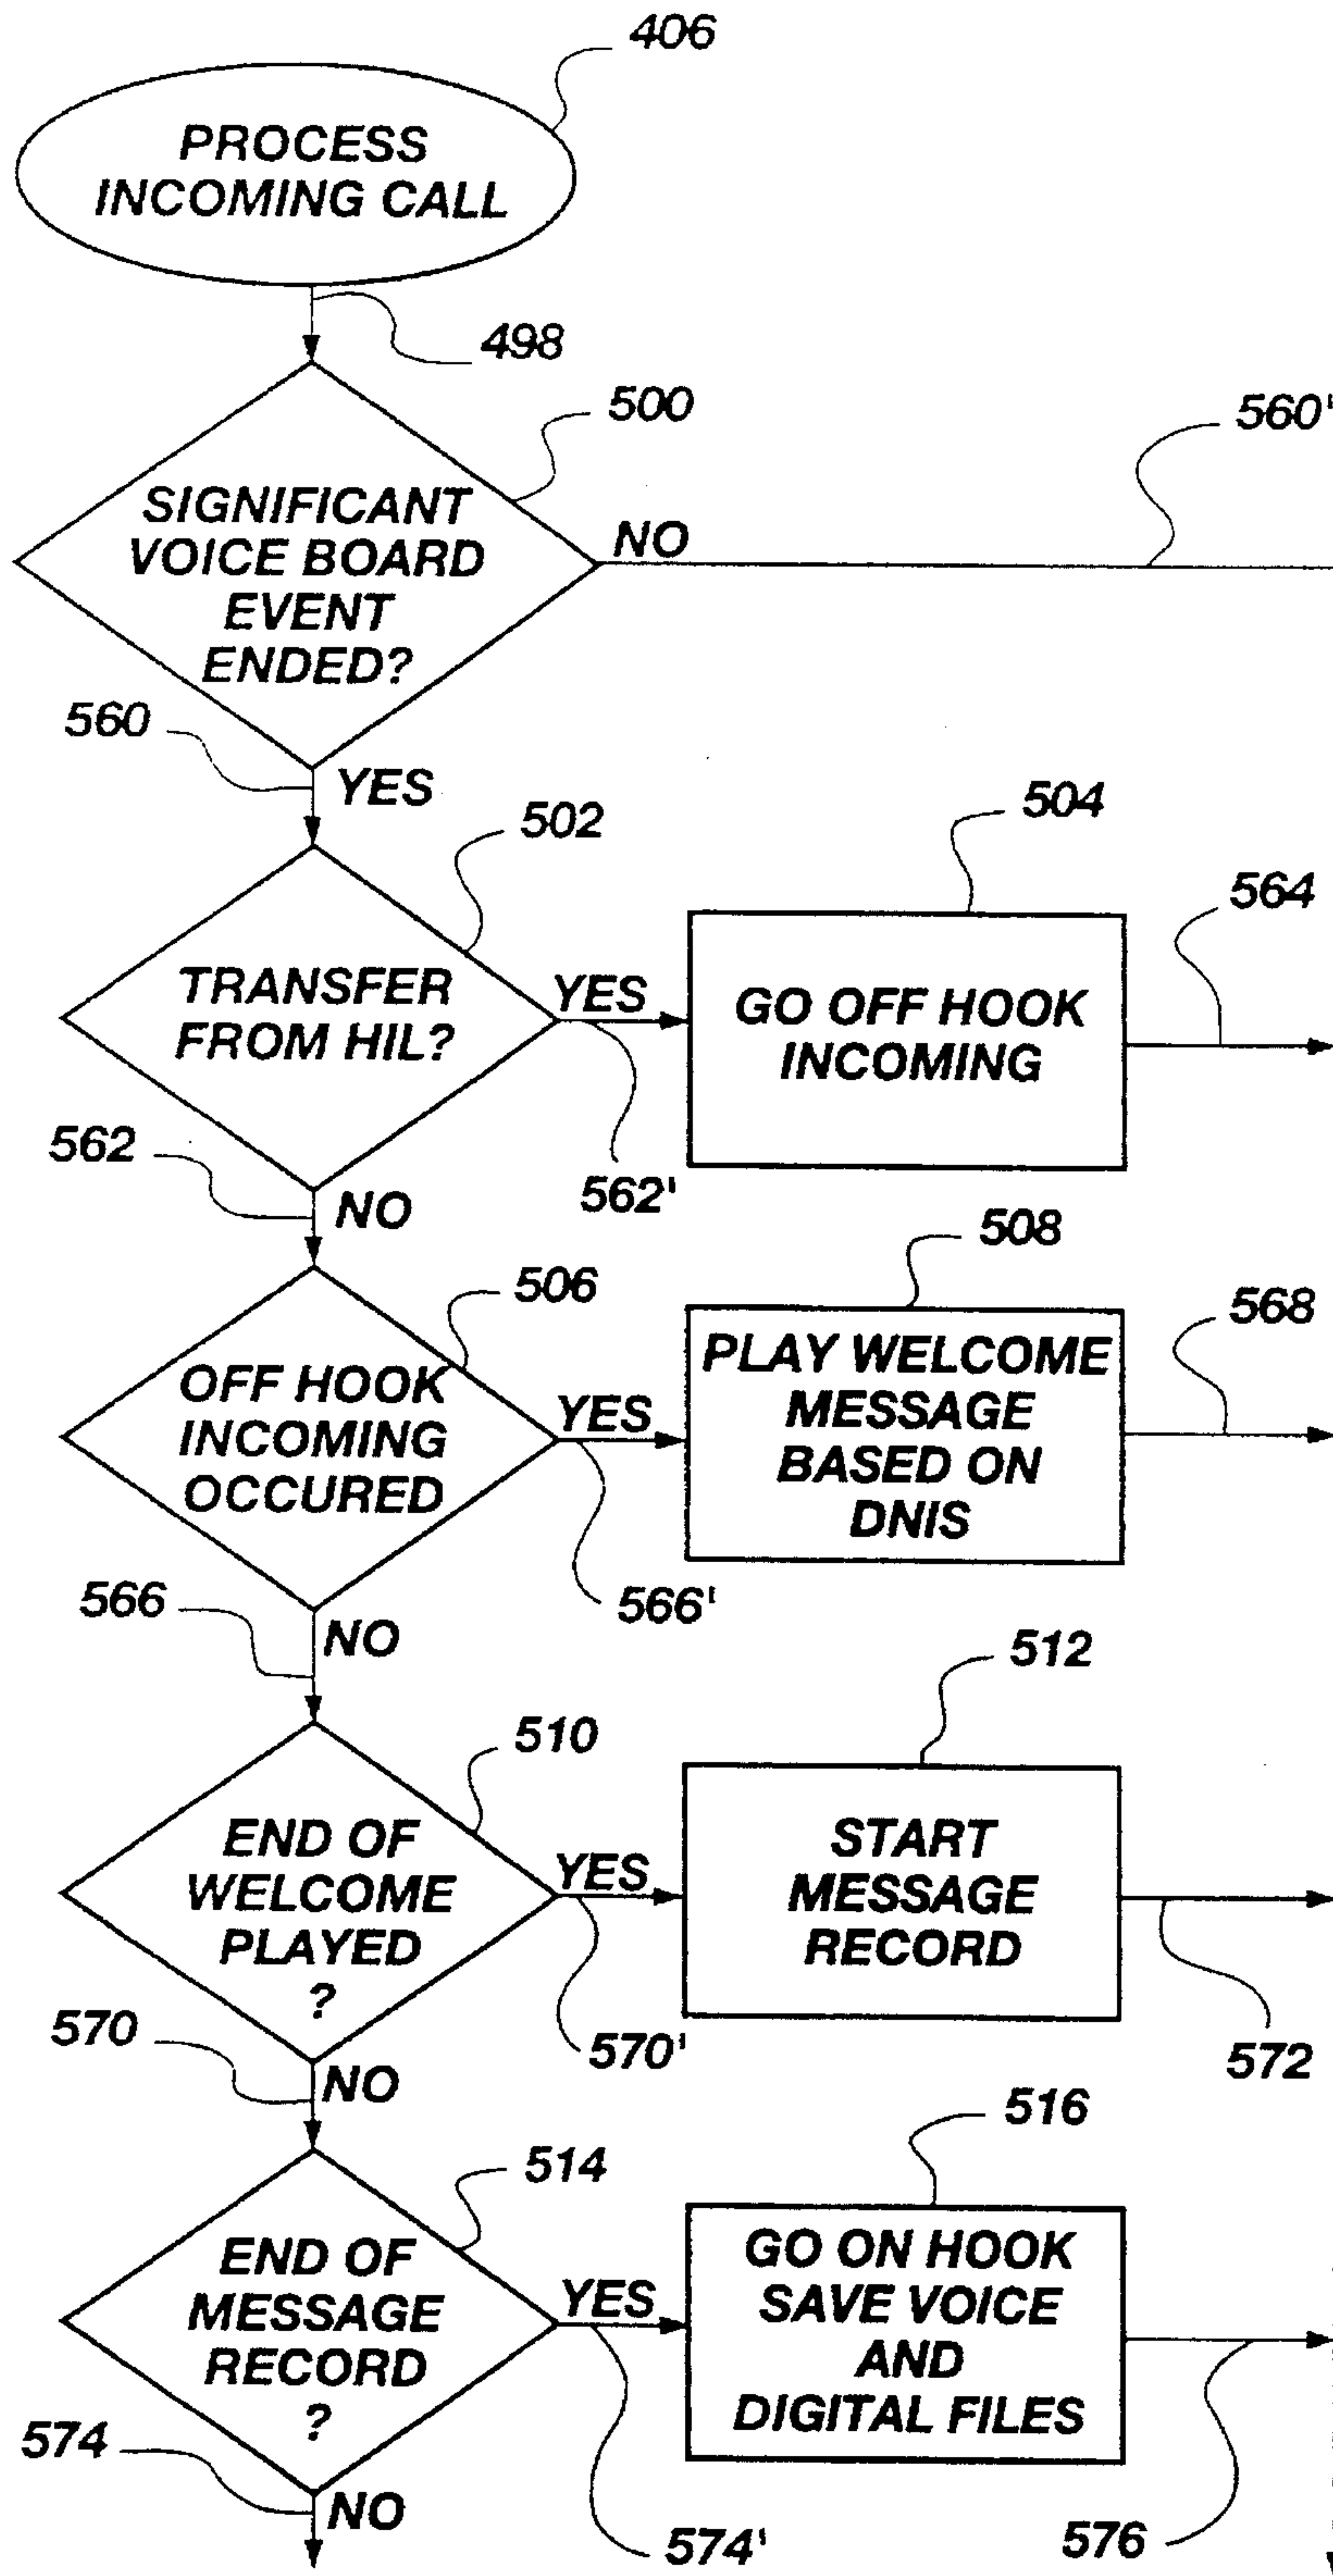 406
PROCESS
INCOMING CALL
498
500
560'
SIGNIFICANT
VOICE BOARD
EVENT
ENDED?
NO
560
YES
502
504
564
TRANSFER
FROM HIL?
YES
GO OFF HOOK
INCOMING
562
NO
562'
506
508
568
OFF HOOK
INCOMING
OCCURED
YES
PLAY WELCOME
MESSAGE
BASED ON
DNIS
566
NO
566'
510
512
END OF
WELCOME
PLAYED
?
YES
START
MESSAGE
RECORD
570
NO
570'
572
514
516
END OF
MESSAGE
RECORD
?
YES
GO ON HOOK
SAVE VOICE
AND
DIGITAL FILES
574
NO
574'
576